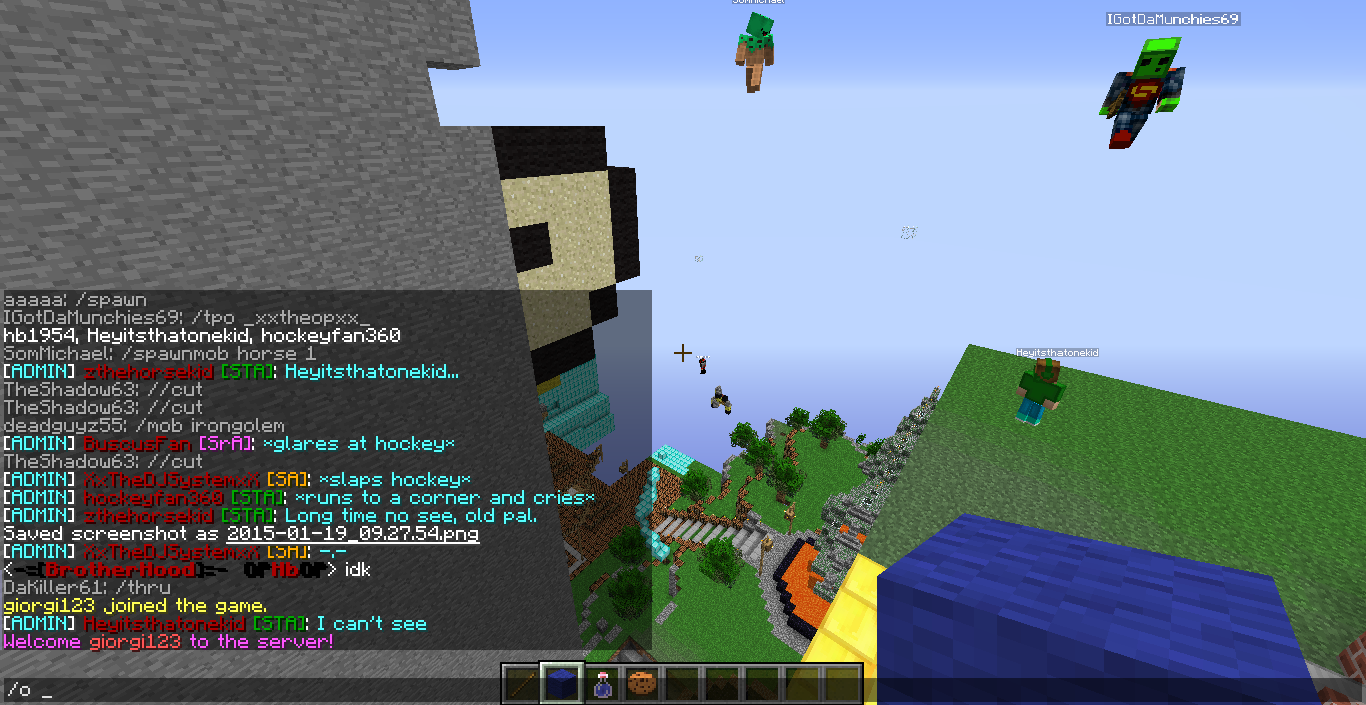 SomMichael
IGotDaMunchies69
Heyitsthatonekid
aaaaa: /spawn
IGotDaMunchies69: /tpo _xxtheopxx_
hb1954, Heyitsthatonekid, hockeyfan360
SomMichael: /spawnmob horse 1
[ADMIN] zthehorsekid [STA]: Heyitsthatonekid...
TheShadow63: //cut
TheShadow63: //cut
deadguyz55: /mob irongolem
[ADMIN] BuscusFan [SrA]: *glares at hockey*
TheShadow63: //cut
[ADMIN] XxTheDJSystemxX [SA]: *slaps hockey*
[ADMIN] hockeyfan360 [STA]: *runs to a corner and cries*
[ADMIN] zthehorsekid [STA]: Long time no see, old pal.
Saved screenshot as 2015-01-19_09.27.54.png
[ADMIN] XxTheDJSystemxX [SA]: -.-
<-=[BrotherHood]=- OPHbOP> idk
DaKiller61: /thru
giorgi123 joined the game.
[ADMIN] Heyitsthatonekid [STA]: I can't see
Welcome giorgi123 to the server!
/o _